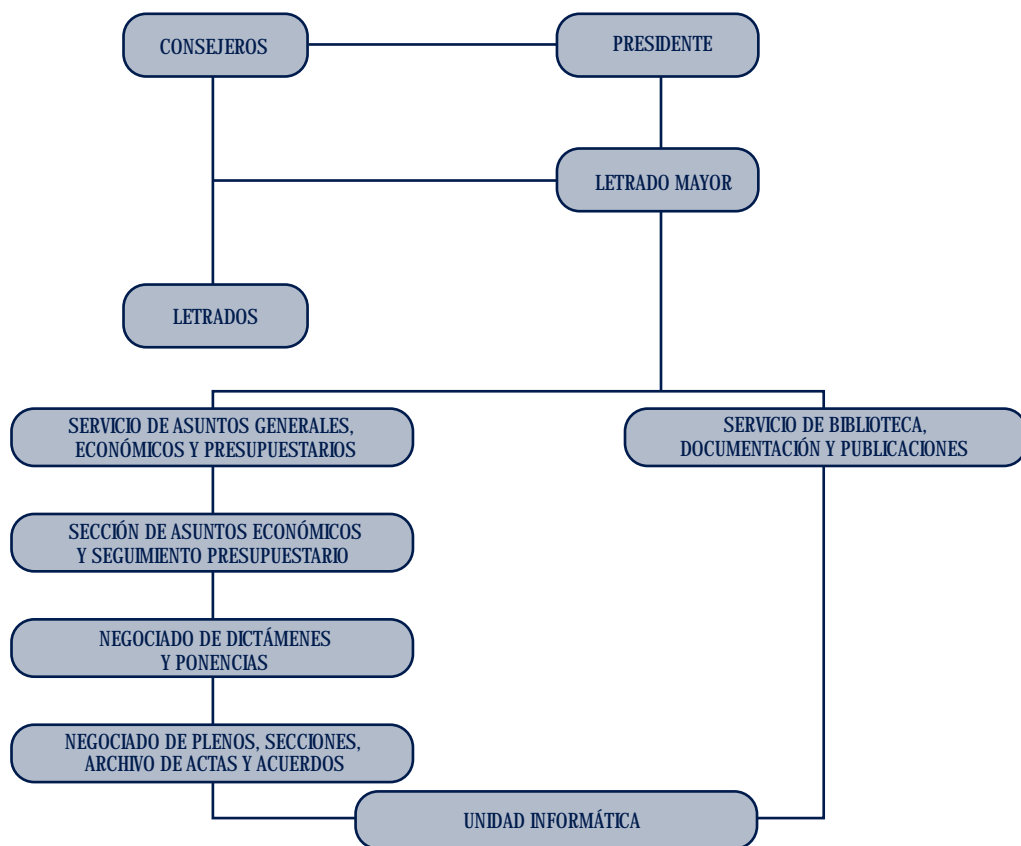 CONSEJEROS
PRESIDENTE
LETRADO MAYOR
LETRADOS
SERVICIO DE ASUNTOS GENERALES,
ECONÓMICOS Y PRESUPUESTARIOS
SERVICIO DE BIBLIOTECA,
DOCUMENTACIÓN Y PUBLICACIONES
SECCIÓN DE ASUNTOS ECONÓMICOS
Y SEGUIMIENTO PRESUPUESTARIO
NEGOCIADO DE DICTÁMENES
Y PONENCIAS
NEGOCIADO DE PLENOS, SECCIONES,
ARCHIVO DE ACTAS Y ACUERDOS
UNIDAD INFORMÁTICA